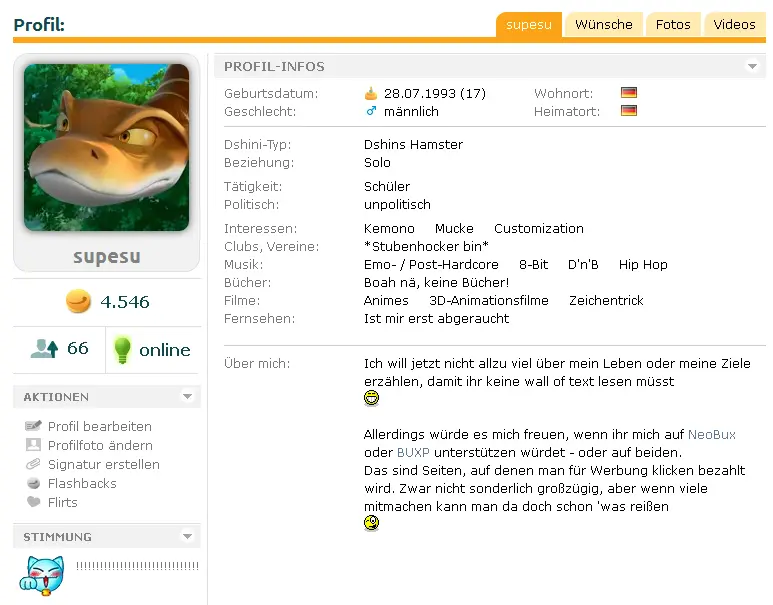 Profil:
supesu Wünsche Fotos Videos
PROFIL-INFOS
Geburtsdatum: 28.07.1993 (17) Wohnort:
Geschlecht: männlich Heimatort:
Dshini-Typ: Dshins Hamster
Beziehung: Solo
Tätigkeit: Schüler
Politisch: unpolitisch
Interessen: Kemono Mucke Customization
Clubs, Vereine: *Stubenhocker bin*
Musik: Emo- / Post-Hardcore 8-Bit D'n'B Hip Hop
Bücher: Boah nä, keine Bücher!
Filme: Animes 3D-Animationsfilme Zeichentrick
Fernsehen: Ist mir erst abgeraucht
Über mich: Ich will jetzt nicht allzu viel über mein Leben oder meine Ziele
erzählen, damit ihr keine wall of text lesen müsst
Allerdings würde es mich freuen, wenn ihr mich auf NeoBux
oder BUXP unterstützen würdet - oder auf beiden.
Das sind Seiten, auf denen man für Werbung klicken bezahlt
wird. Zwar nicht sonderlich großzügig, aber wenn viele
mitmachen kann man da doch schon 'was reißen
supesu
4.546
66 online
AKTIONEN
Profil bearbeiten
Profilfoto ändern
Signatur erstellen
Flashbacks
Flirts
STIMMUNG
!!!!!!!!!!!!!!!!!!!!!!!!!!!!!!